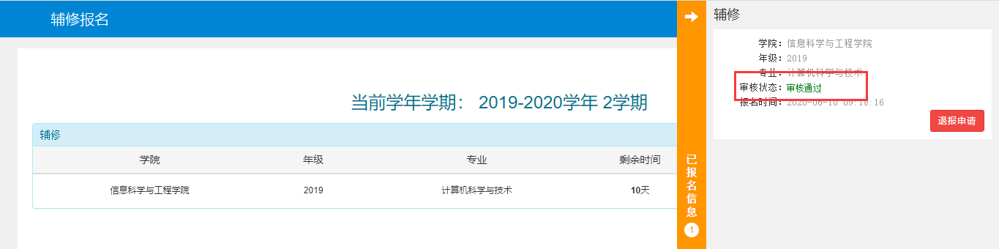 辅修报名
当前学年学期： 2019-2020学年 2学期
辅修
学院 年级 专业 剩余时间
信息科学与工程学院 2019 计算机科学与技术 10天
已报名信息
1
辅修
学院：信息科学与工程学院
年级：2019
专业：计算机科学与技术
审核状态：审核通过
报名时间：2020-06-10 09:18:16
退报申请